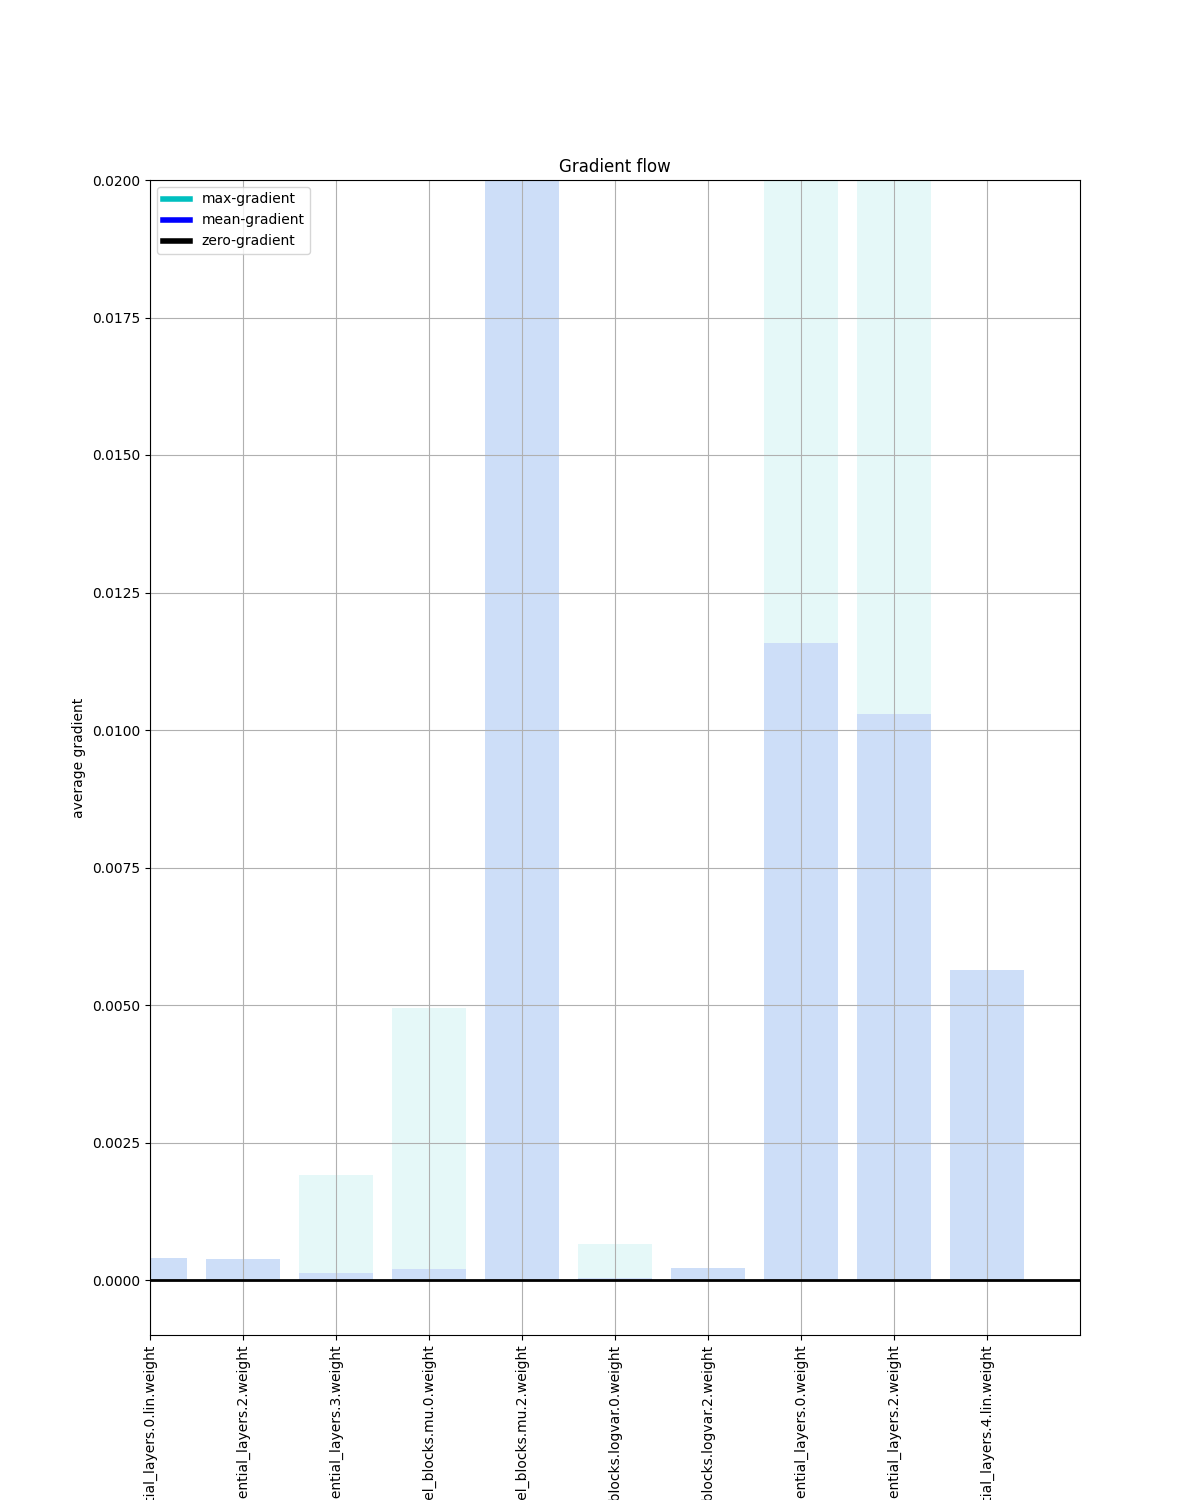 Gradient flow
max-gradient
mean-gradient
zero-gradient
0.0200
0.0175
0.0150
0.0125
0.0100
0.0075
0.0050
0.0025
0.0000
average gradient
tial_layers.0.lin.weight
ential_layers.2.weight
ential_layers.3.weight
el_blocks.mu.0.weight
el_blocks.mu.2.weight
blocks.logvar.0.weight
blocks.logvar.2.weight
ential_layers.0.weight
ential_layers.2.weight
tial_layers.4.lin.weight